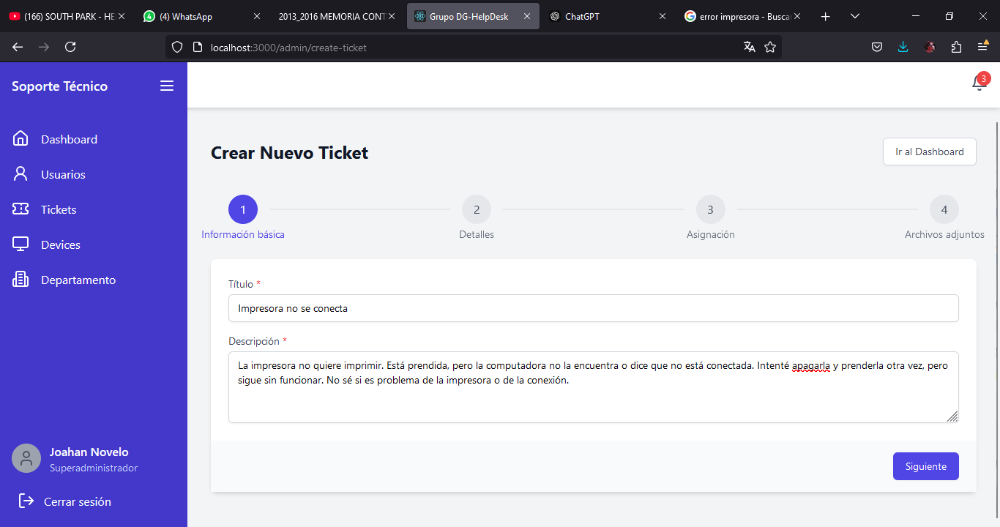 (166) SOUTH PARK - HE
(4) WhatsApp
2013_2016 MEMORIA CONT
Grupo DG-HelpDesk
ChatGPT
error impresora - Busca
localhost:3000/admin/create-ticket
Soporte Técnico
3
Dashboard
Usuarios
Tickets
Devices
Departamento
Joahan Novelo
Superadministrador
Cerrar sesión
Crear Nuevo Ticket
Ir al Dashboard
1
2
3
4
Información básica
Detalles
Asignación
Archivos adjuntos
Título *
Impresora no se conecta
Descripción *
La impresora no quiere imprimir. Está prendida, pero la computadora no la encuentra o dice que no está conectada. Intenté apagarla y prenderla otra vez, pero
sigue sin funcionar. No sé si es problema de la impresora o de la conexión.
Siguiente